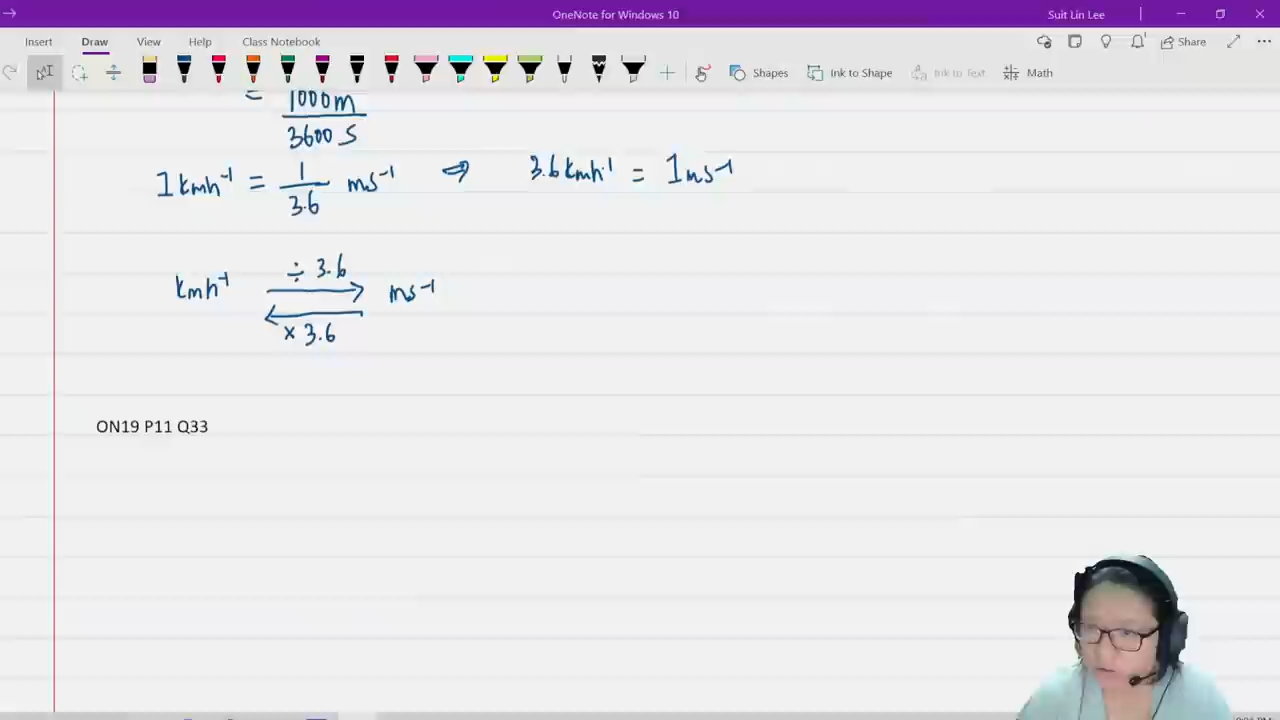 OneNote for Windows 10
Suit Lin Lee
Insert Draw View Help Class Notebook
Share
Shapes Ink to Shape Ink to Text Math
= 1000m
3600 s
1 kmh⁻¹ = 1/3.6 ms⁻¹ ⇒ 3.6 kmh⁻¹ = 1 ms⁻¹
÷ 3.6
kmh⁻¹ ms⁻¹
× 3.6
ON19 P11 Q33